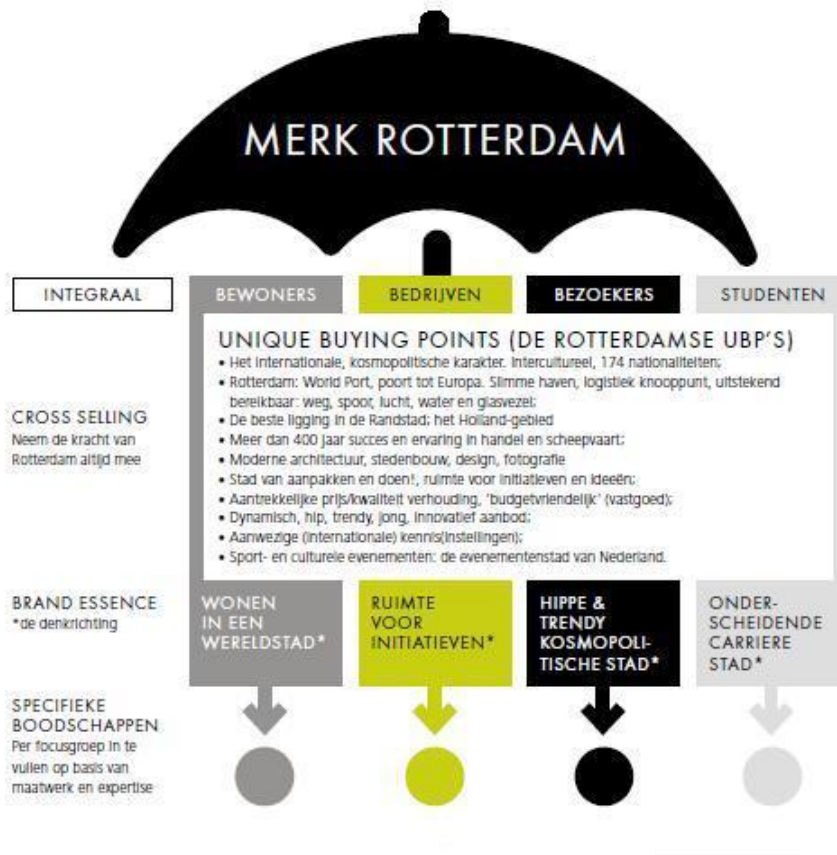 MERK ROTTERDAM
INTEGRAAL
BEWONERS
BEDRIJVEN
BEZOEKERS
STUDENTEN
CROSS SELLING
Neem de kracht van
Rotterdam altijd mee
UNIQUE BUYING POINTS (DE ROTTERDAMSE UBP'S)
• Het internationale, kosmopolitische karakter. Intercultureel, 174 nationaliteiten;
• Rotterdam: World Port, poort tot Europa. Slimme haven, logistiek knooppunt, uitstekend
bereikbaar: weg, spoor, lucht, water en glasvezel;
• De beste ligging in de Randstad; het Holland-gebied
• Meer dan 400 jaar succes en ervaring in handel en scheepvaart;
• Moderne architectuur, stedenbouw, design, fotografie
• Stad van aanpakken en doen!, ruimte voor initiatieven en ideeën;
• Aantrekkelijke prijs/kwaliteit verhouding, 'budgetvriendelijk' (vastgoed);
• Dynamisch, hip, trendy, jong, innovatief aanbod;
• Aanwezige (internationale) kennis(instellingen);
• Sport- en culturele evenementen: de evenementenstad van Nederland.
BRAND ESSENCE
*de denkrichting
WONEN
IN EEN
WERELDSTAD*
RUIMTE
VOOR
INITIATIEVEN*
HIPPE &
TRENDY
KOSMOPOLI-
TISCHE STAD*
ONDER-
SCHEIDENDE
CARRIERE
STAD*
SPECIFIEKE
BOODSCHAPPEN
Per focusgroep in te
vullen op basis van
maatwerk en expertise